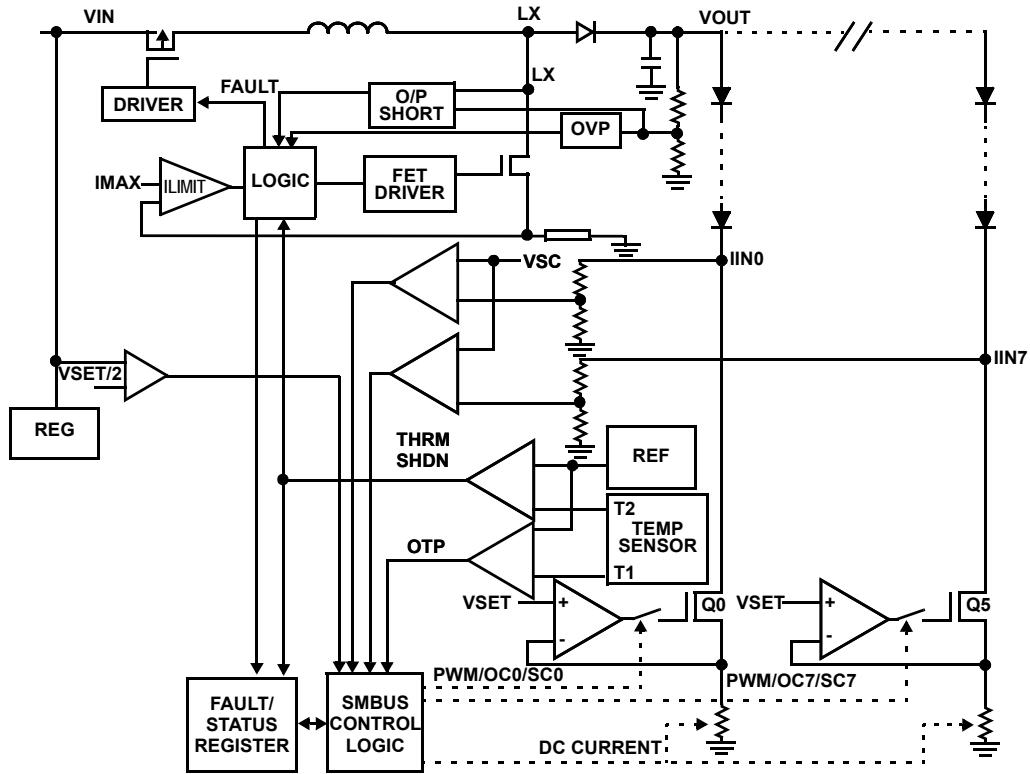 VIN
LX
VOUT
LX
FAULT
DRIVER
O/P
SHORT
OVP
IMAX
ILIMIT
LOGIC
FET
DRIVER
VSC
IIN0
VSET/2
IIN7
REG
THRM
SHDN
REF
T2
TEMP
SENSOR
OTP
T1
VSET
+
-
Q0
VSET
+
-
Q5
PWM/OC0/SC0
PWM/OC7/SC7
FAULT/
STATUS
REGISTER
SMBUS
CONTROL
LOGIC
DC CURRENT